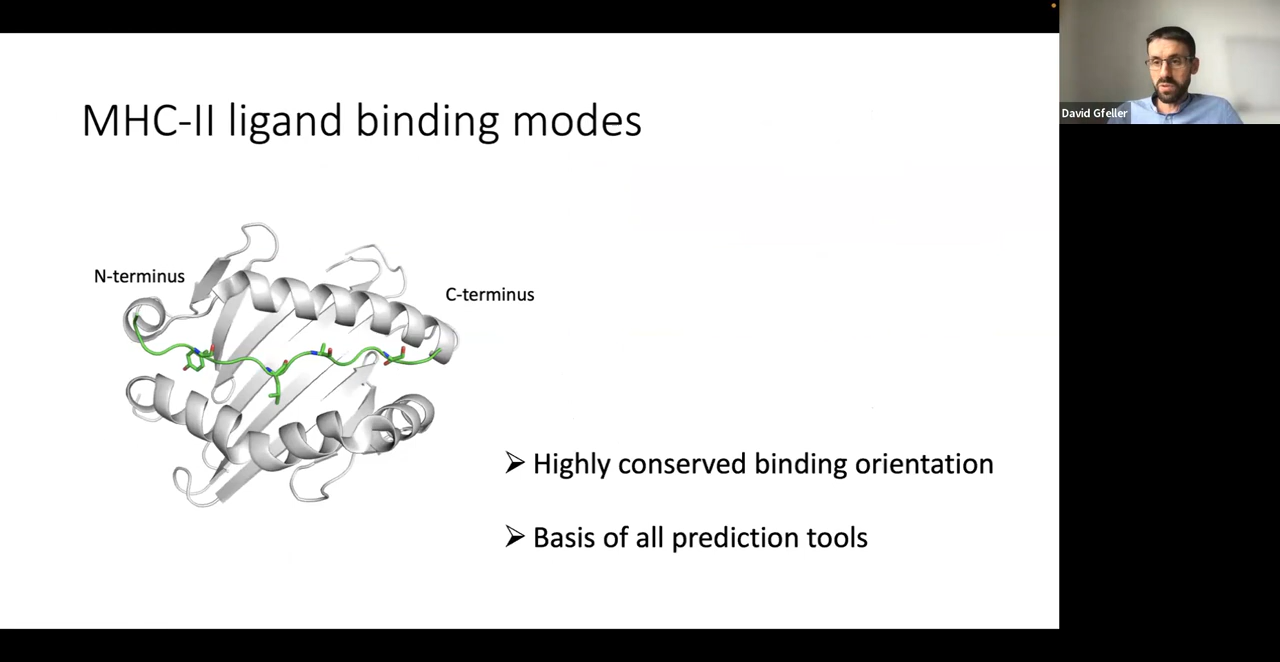 MHC-II ligand binding modes
N-terminus
C-terminus
➢ Highly conserved binding orientation
➢ Basis of all prediction tools
David Gfeller